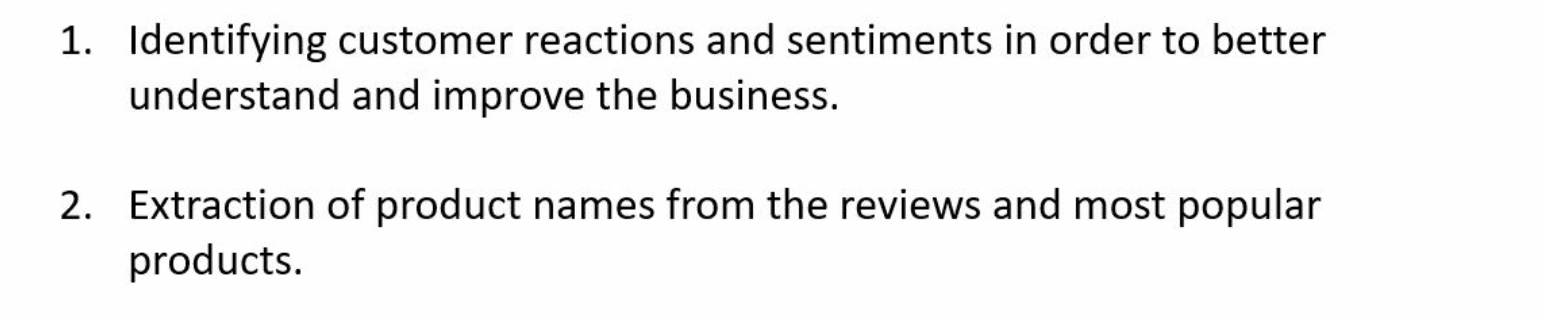 1. Identifying customer reactions and sentiments in order to better
understand and improve the business.
2. Extraction of product names from the reviews and most popular
products.